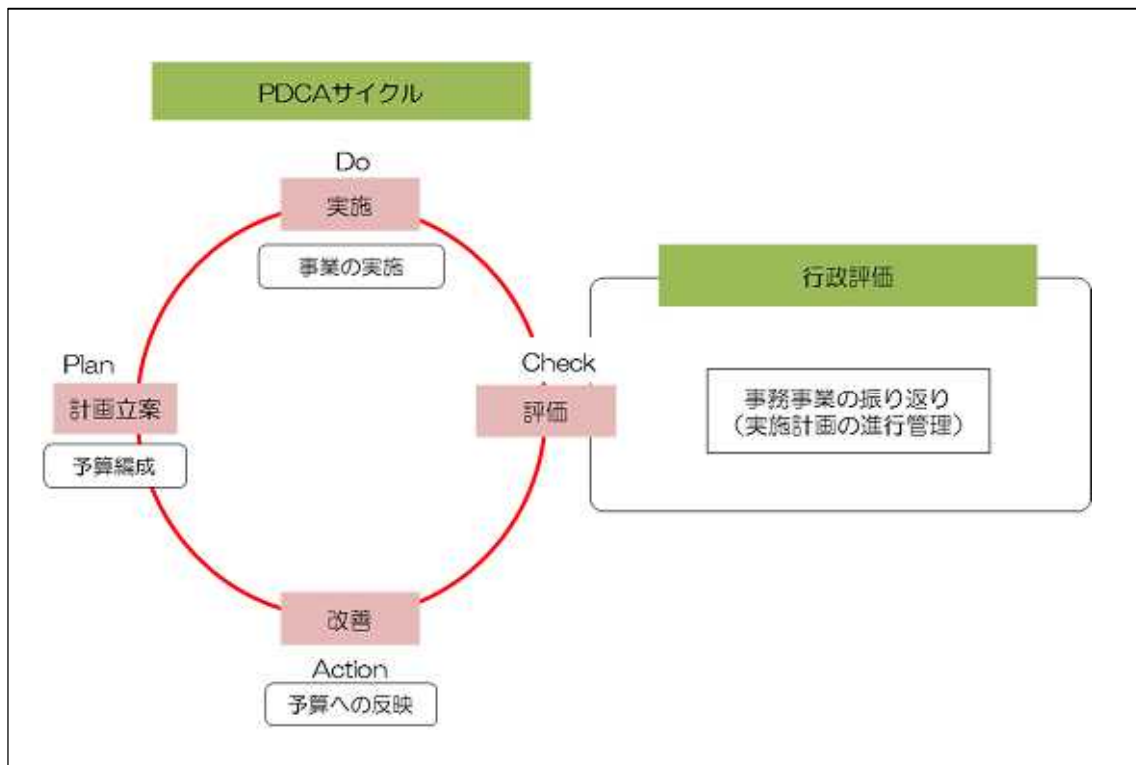 PDCAサイクル
Do
実施
事業の実施
行政評価
Plan
計画立案
予算編成
Check
評価
事務事業の振り返り
（実施計画の進行管理）
改善
Action
予算への反映